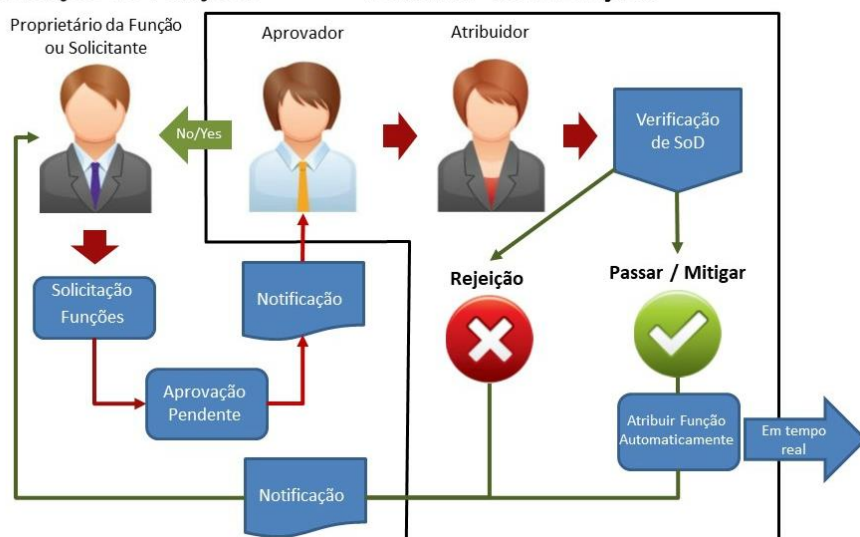 Proprietário da Função
ou Solicitante
Aprovador
Atribuidor
No/Yes
Verificação
de SoD
Solicitação
Funções
Notificação
Rejeição
Passar / Mitigar
Aprovação
Pendente
Atribuir Função
Automaticamente
Em tempo
real
Notificação